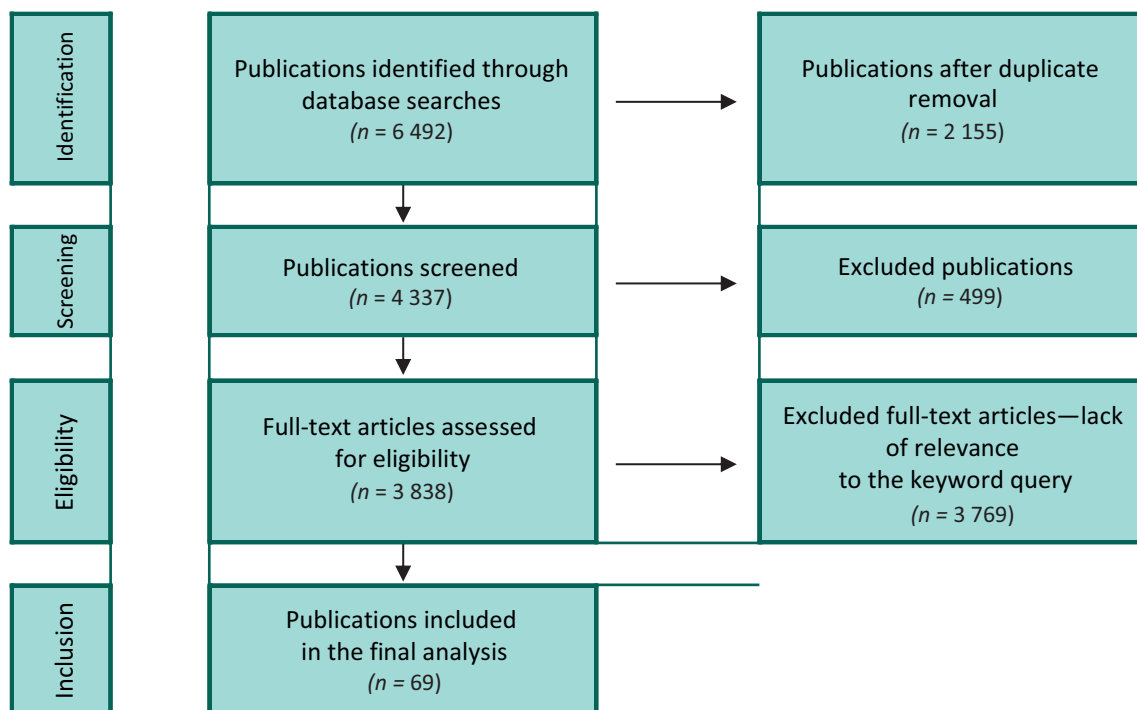 Identification
Publications identified through
database searches
(n = 6 492)
Publications after duplicate
removal
(n = 2 155)
Screening
Publications screened
(n = 4 337)
Excluded publications
(n = 499)
Eligibility
Full-text articles assessed
for eligibility
(n = 3 838)
Excluded full-text articles—lack
of relevance
to the keyword query
(n = 3 769)
Inclusion
Publications included
in the final analysis
(n = 69)